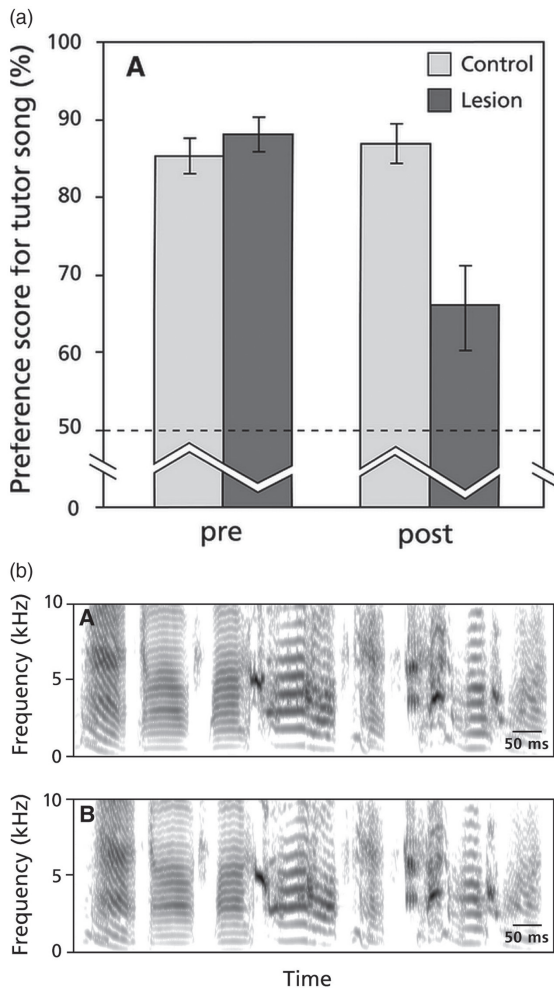 (a)
Preference score for tutor song (%)
100
90
80
70
60
50
0
A
Control
Lesion
pre
post
(b)
Frequency (kHz)
10
5
0
A
50 ms
Frequency (kHz)
10
5
0
B
50 ms
Time